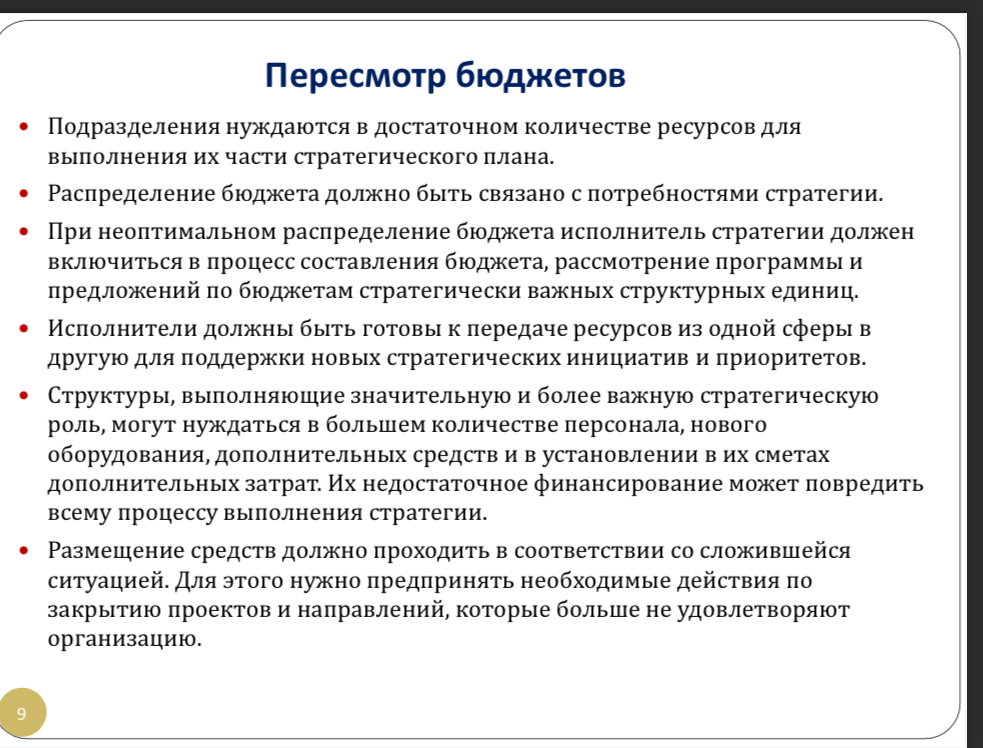 Пересмотр бюджетов
• Подразделения нуждаются в достаточном количестве ресурсов для
выполнения их части стратегического плана.
• Распределение бюджета должно быть связано с потребностями стратегии.
• При неоптимальном распределение бюджета исполнитель стратегии должен
включиться в процесс составления бюджета, рассмотрение программы и
предложений по бюджетам стратегически важных структурных единиц.
• Исполнители должны быть готовы к передаче ресурсов из одной сферы в
другую для поддержки новых стратегических инициатив и приоритетов.
• Структуры, выполняющие значительную и более важную стратегическую
роль, могут нуждаться в большем количестве персонала, нового
оборудования, дополнительных средств и в установлении в их сметах
дополнительных затрат. Их недостаточное финансирование может повредить
всему процессу выполнения стратегии.
• Размещение средств должно проходить в соответствии со сложившейся
ситуацией. Для этого нужно предпринять необходимые действия по
закрытию проектов и направлений, которые больше не удовлетворяют
организацию.
9